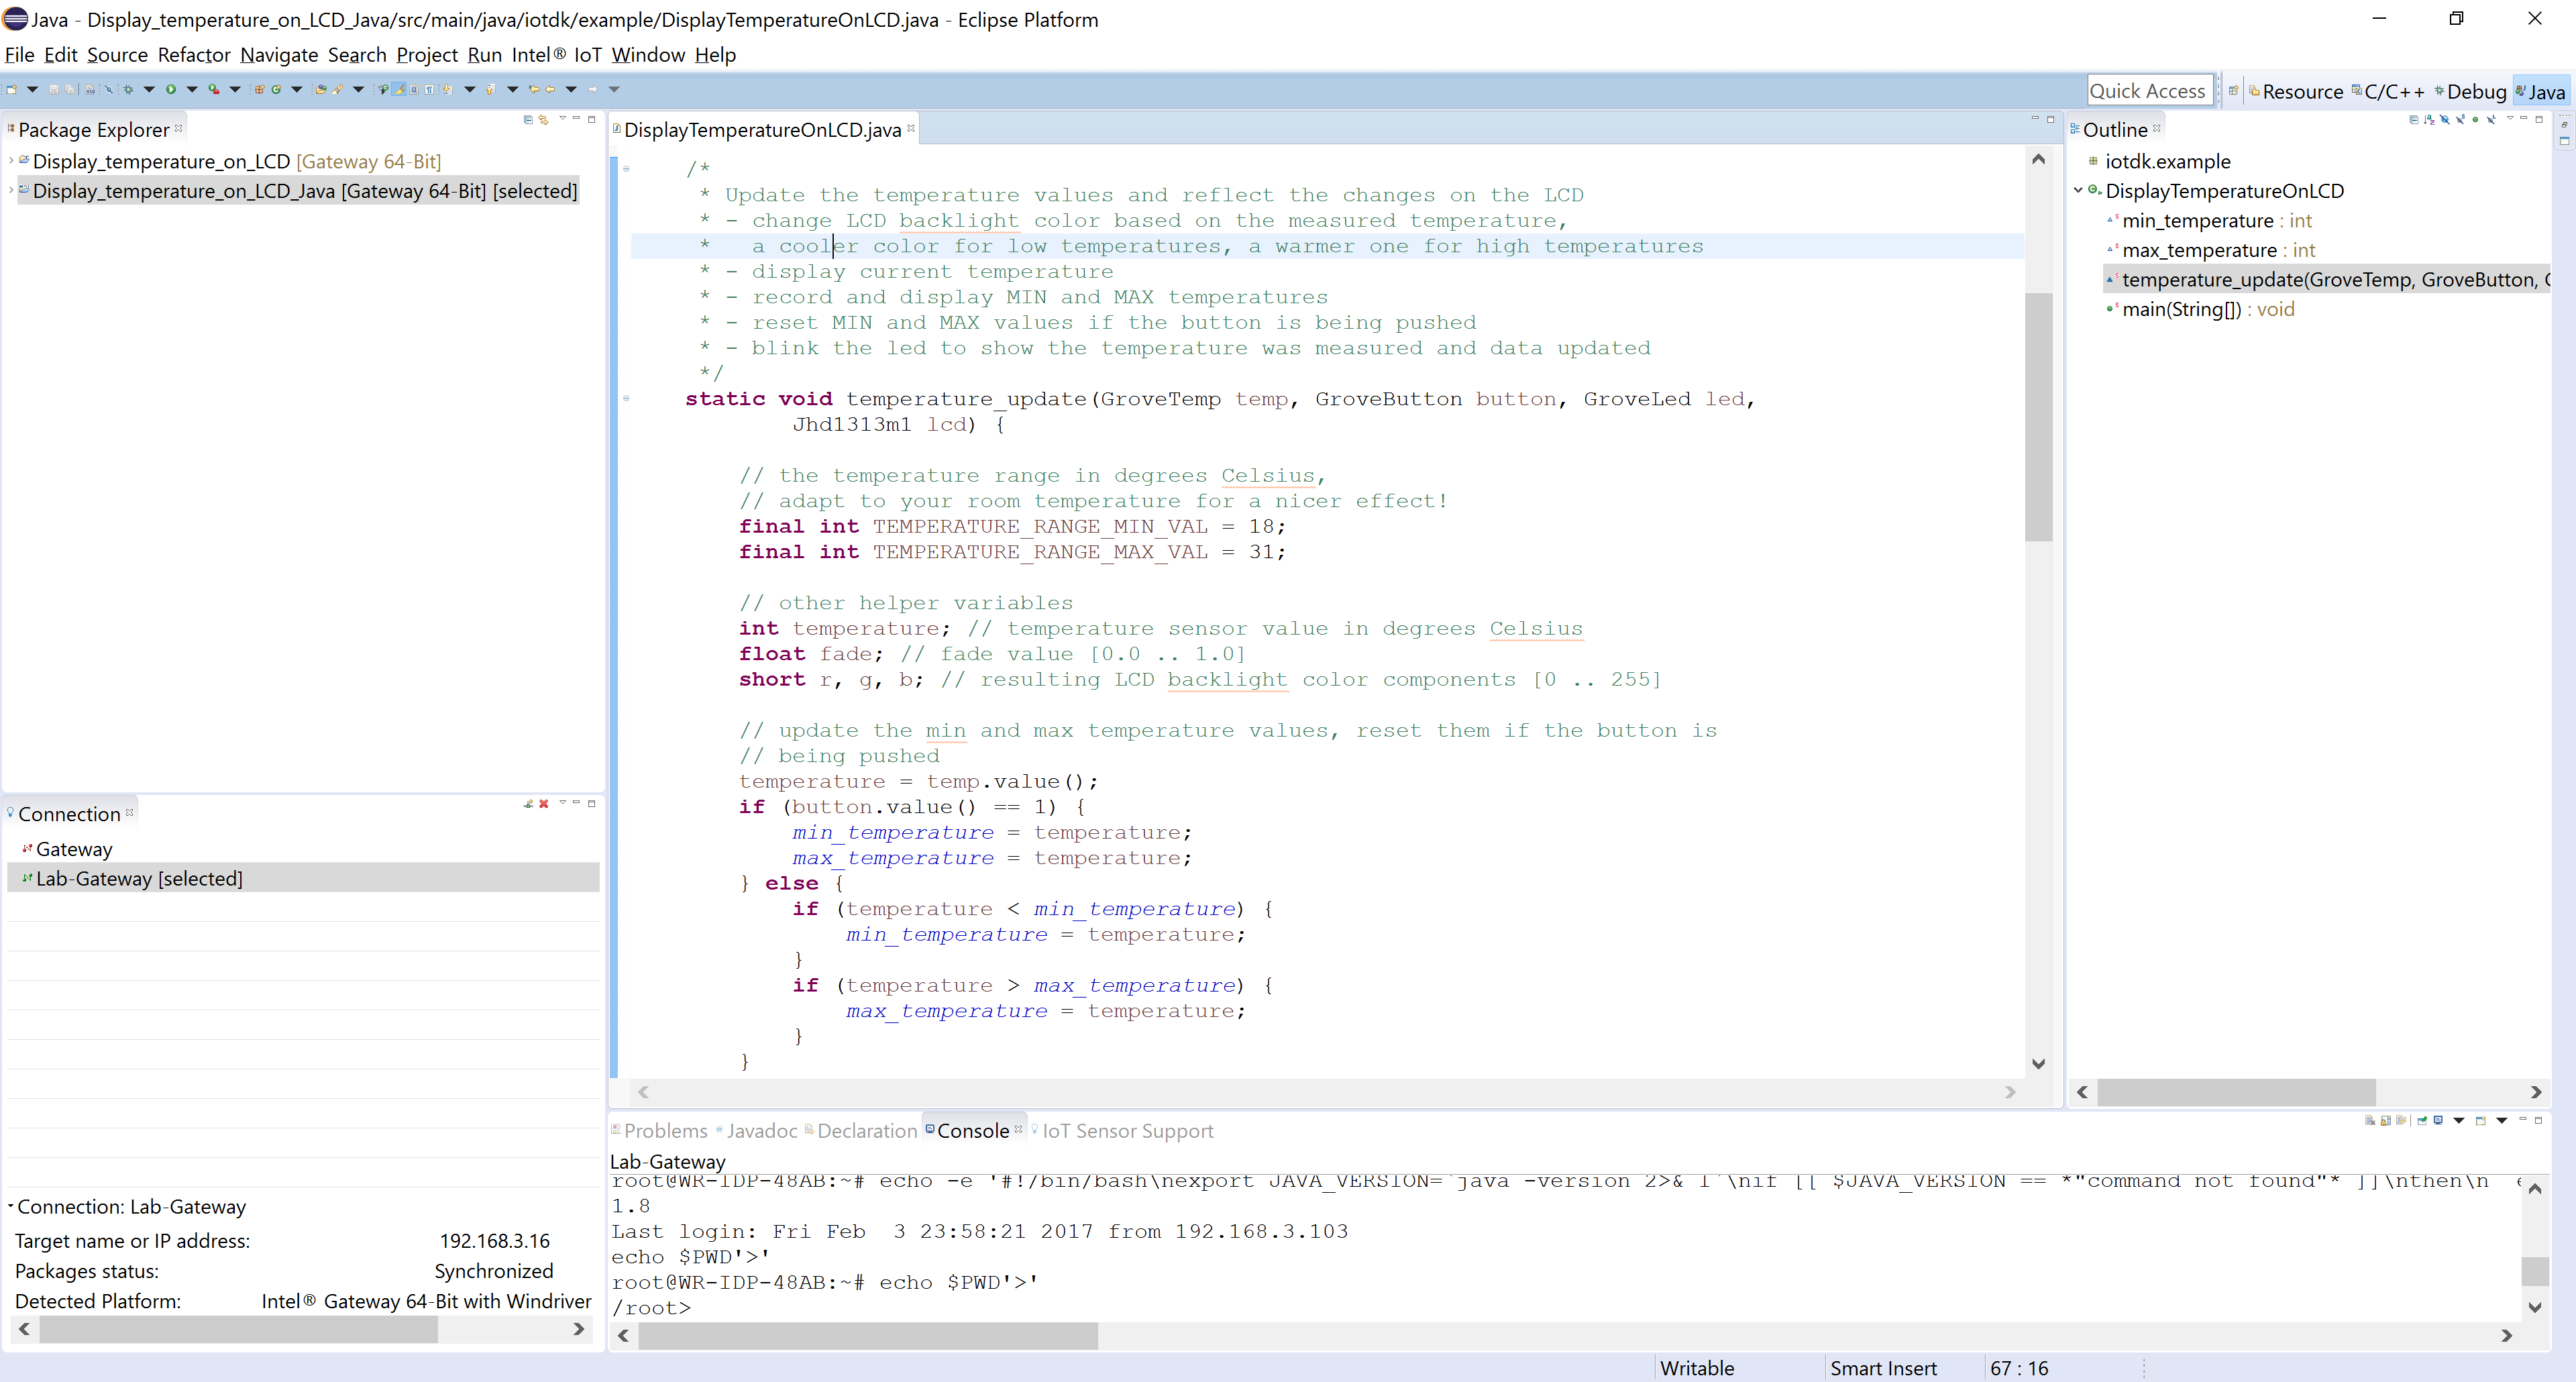 Java - Display_temperature_on_LCD_Java/src/main/java/iotdk/example/DisplayTemperatureOnLCD.java - Eclipse Platform
File Edit Source Refactor Navigate Search Project Run Intel® IoT Window Help
Quick Access Resource C/C++ Debug Java
Package Explorer
Display_temperature_on_LCD [Gateway 64-Bit]
Display_temperature_on_LCD_Java [Gateway 64-Bit] [selected]
DisplayTemperatureOnLCD.java
/*
* Update the temperature values and reflect the changes on the LCD
* - change LCD backlight color based on the measured temperature,
*   a cooler color for low temperatures, a warmer one for high temperatures
* - display current temperature
* - record and display MIN and MAX temperatures
* - reset MIN and MAX values if the button is being pushed
* - blink the led to show the temperature was measured and data updated
*/
static void temperature_update(GroveTemp temp, GroveButton button, GroveLed led,
Jhd1313m1 lcd) {
// the temperature range in degrees Celsius,
// adapt to your room temperature for a nicer effect!
final int TEMPERATURE_RANGE_MIN_VAL = 18;
final int TEMPERATURE_RANGE_MAX_VAL = 31;
// other helper variables
int temperature; // temperature sensor value in degrees Celsius
float fade; // fade value [0.0 .. 1.0]
short r, g, b; // resulting LCD backlight color components [0 .. 255]
// update the min and max temperature values, reset them if the button is
// being pushed
temperature = temp.value();
if (button.value() == 1) {
min_temperature = temperature;
max_temperature = temperature;
} else {
if (temperature < min_temperature) {
min_temperature = temperature;
}
if (temperature > max_temperature) {
max_temperature = temperature;
}
}
Outline
iotdk.example
DisplayTemperatureOnLCD
min_temperature : int
max_temperature : int
temperature_update(GroveTemp, GroveButton,
main(String[]) : void
Connection
Gateway
Lab-Gateway [selected]
Connection: Lab-Gateway
Target name or IP address: 192.168.3.16
Packages status: Synchronized
Detected Platform: Intel® Gateway 64-Bit with Windriver
Problems Javadoc Declaration Console IoT Sensor Support
Lab-Gateway
root@WR-IDP-48AB:~# echo -e '#!/bin/bash\nexport JAVA_VERSION=`java -version 2>& 1`\nif [[ $JAVA_VERSION == *"command not found"* ]]\nthen\n
1.8
Last login: Fri Feb  3 23:58:21 2017 from 192.168.3.103
echo $PWD'>'
root@WR-IDP-48AB:~# echo $PWD'>'
/root>
Writable Smart Insert 67 : 16